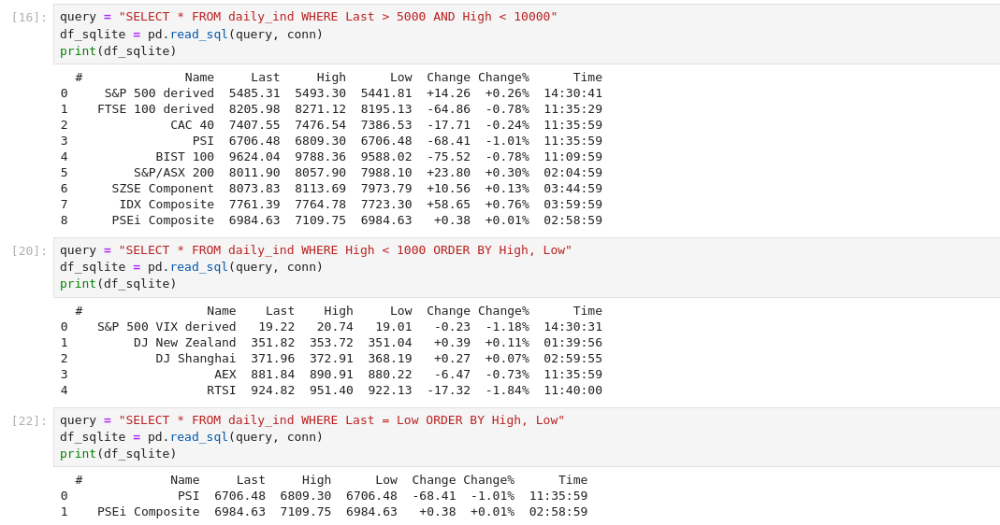 [16]: query = "SELECT * FROM daily_ind WHERE Last > 5000 AND High < 10000"
df_sqlite = pd.read_sql(query, conn)
print(df_sqlite)
# Name Last High Low Change Change% Time
0 S&P 500 derived 5485.31 5493.30 5441.81 +14.26 +0.26% 14:30:41
1 FTSE 100 derived 8205.98 8271.12 8195.13 -64.86 -0.78% 11:35:29
2 CAC 40 7407.55 7476.54 7386.53 -17.71 -0.24% 11:35:59
3 PSI 6706.48 6809.30 6706.48 -68.41 -1.01% 11:35:59
4 BIST 100 9624.04 9788.36 9588.02 -75.52 -0.78% 11:09:59
5 S&P/ASX 200 8011.90 8057.90 7988.10 +23.80 +0.30% 02:04:59
6 SZSE Component 8073.83 8113.69 7973.79 +10.56 +0.13% 03:44:59
7 IDX Composite 7761.39 7764.78 7723.30 +58.65 +0.76% 03:59:59
8 PSEi Composite 6984.63 7109.75 6984.63 +0.38 +0.01% 02:58:59
[20]: query = "SELECT * FROM daily_ind WHERE High < 1000 ORDER BY High, Low"
df_sqlite = pd.read_sql(query, conn)
print(df_sqlite)
# Name Last High Low Change Change% Time
0 S&P 500 VIX derived 19.22 20.74 19.01 -0.23 -1.18% 14:30:31
1 DJ New Zealand 351.82 353.72 351.04 +0.39 +0.11% 01:39:56
2 DJ Shanghai 371.96 372.91 368.19 +0.27 +0.07% 02:59:55
3 AEX 881.84 890.91 880.22 -6.47 -0.73% 11:35:59
4 RTSI 924.82 951.40 922.13 -17.32 -1.84% 11:40:00
[22]: query = "SELECT * FROM daily_ind WHERE Last = Low ORDER BY High, Low"
df_sqlite = pd.read_sql(query, conn)
print(df_sqlite)
# Name Last High Low Change Change% Time
0 PSI 6706.48 6809.30 6706.48 -68.41 -1.01% 11:35:59
1 PSEi Composite 6984.63 7109.75 6984.63 +0.38 +0.01% 02:58:59